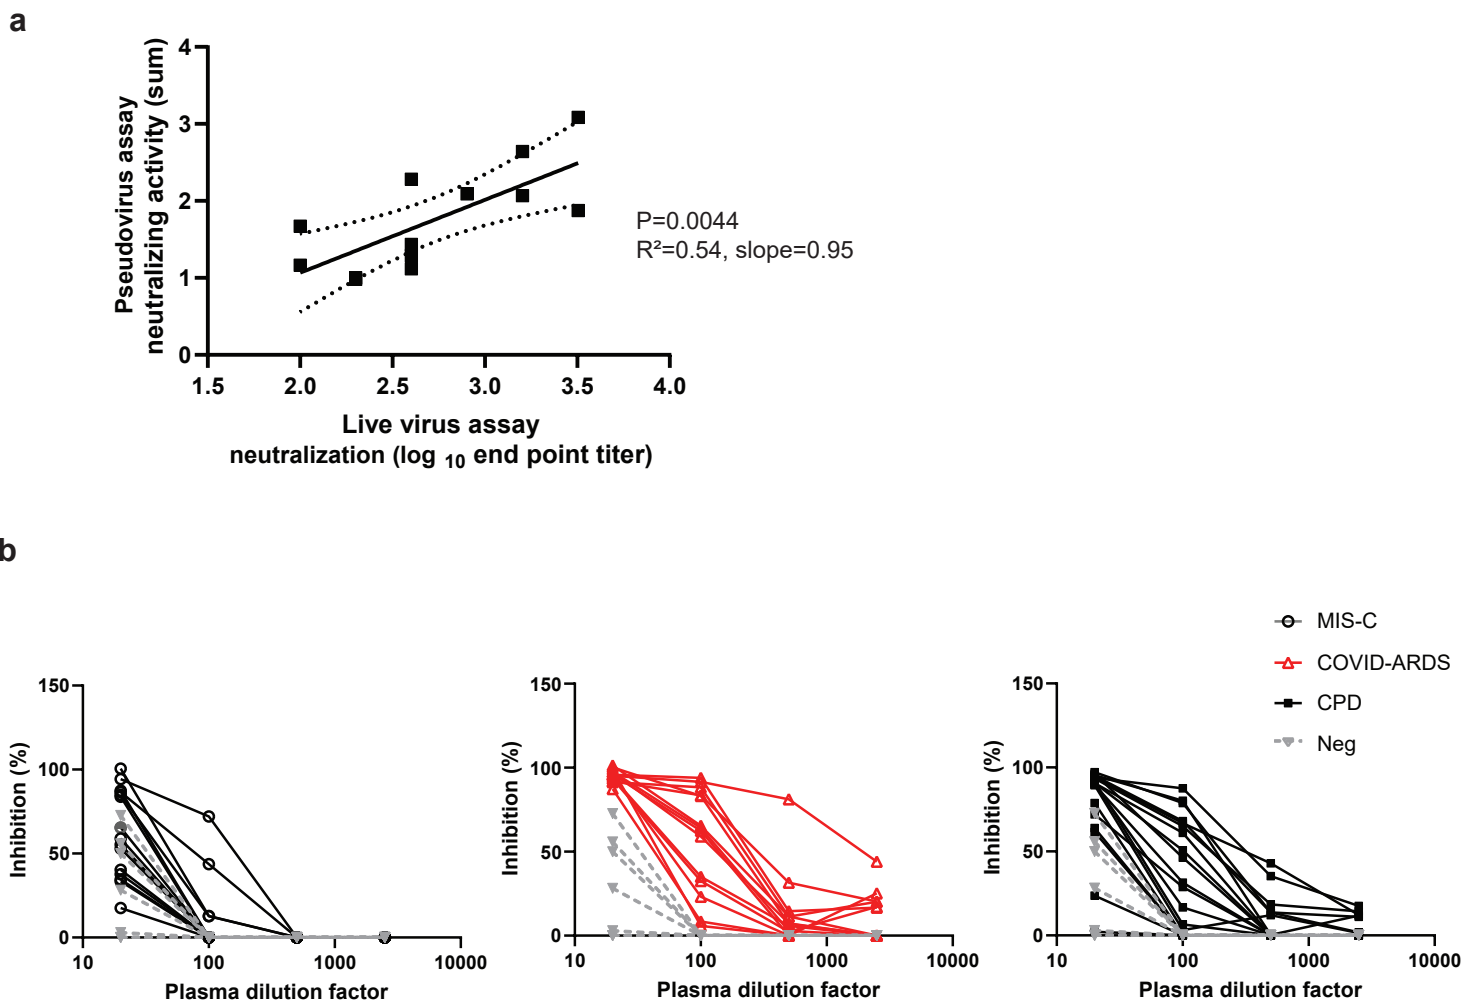 a
Pseudovirus assay
neutralizing activity (sum)
4
3
2
1
0
1.5 2.0 2.5 3.0 3.5 4.0
Live virus assay
neutralization (log 10 end point titer)
P=0.0044
R²=0.54, slope=0.95
b
Inhibition (%)
150
100
50
0
10 100 1000 10000
Plasma dilution factor
Inhibition (%)
150
100
50
0
10 100 1000 10000
Plasma dilution factor
Inhibition (%)
150
100
50
0
10 100 1000 10000
Plasma dilution factor
MIS-C
COVID-ARDS
CPD
Neg